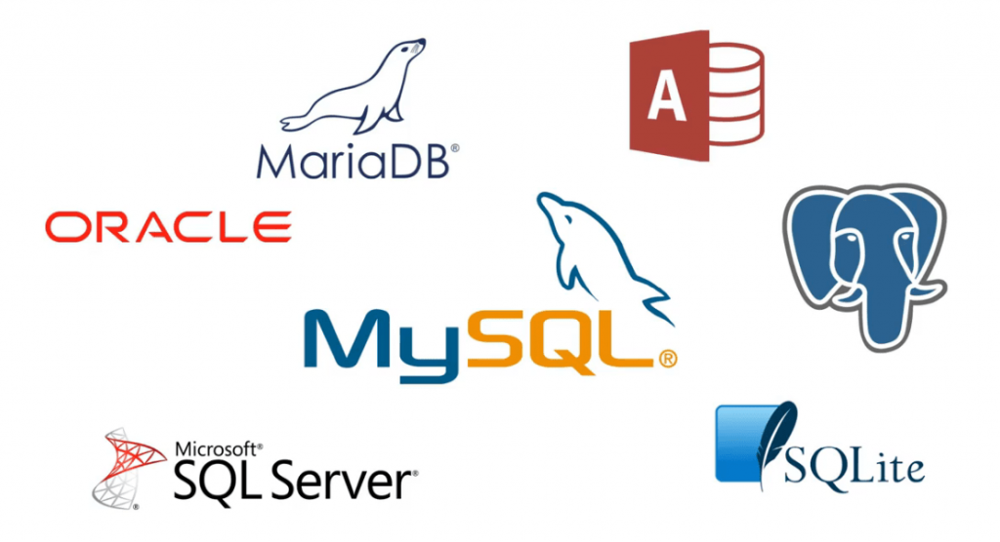 MariaDB®
A
ORACLE
MySQL®
Microsoft®
SQL Server®
®
SQLite